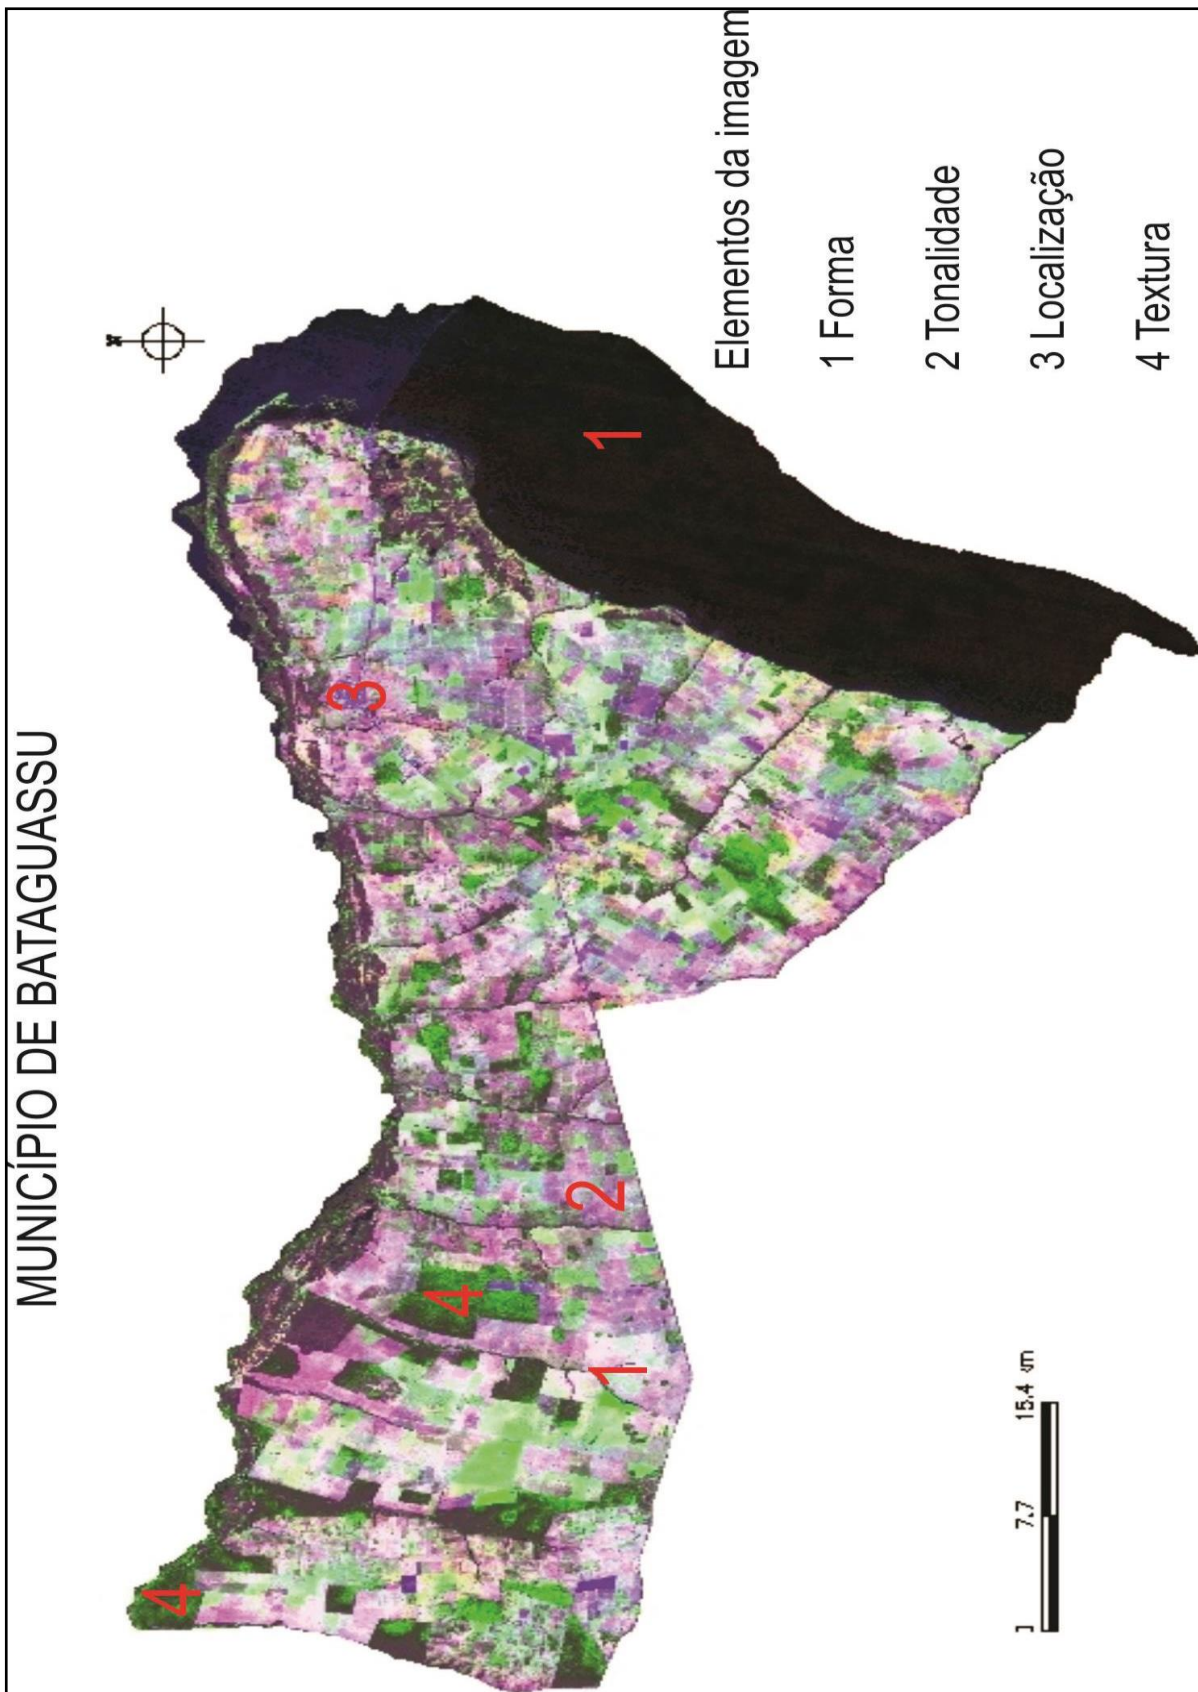 MUNICÍPIO DE BATAGUASSU
4
3
4
2
1
1
Elementos da imagem
1 Forma
2 Tonalidade
3 Localização
4 Textura
7.7 15.4 km